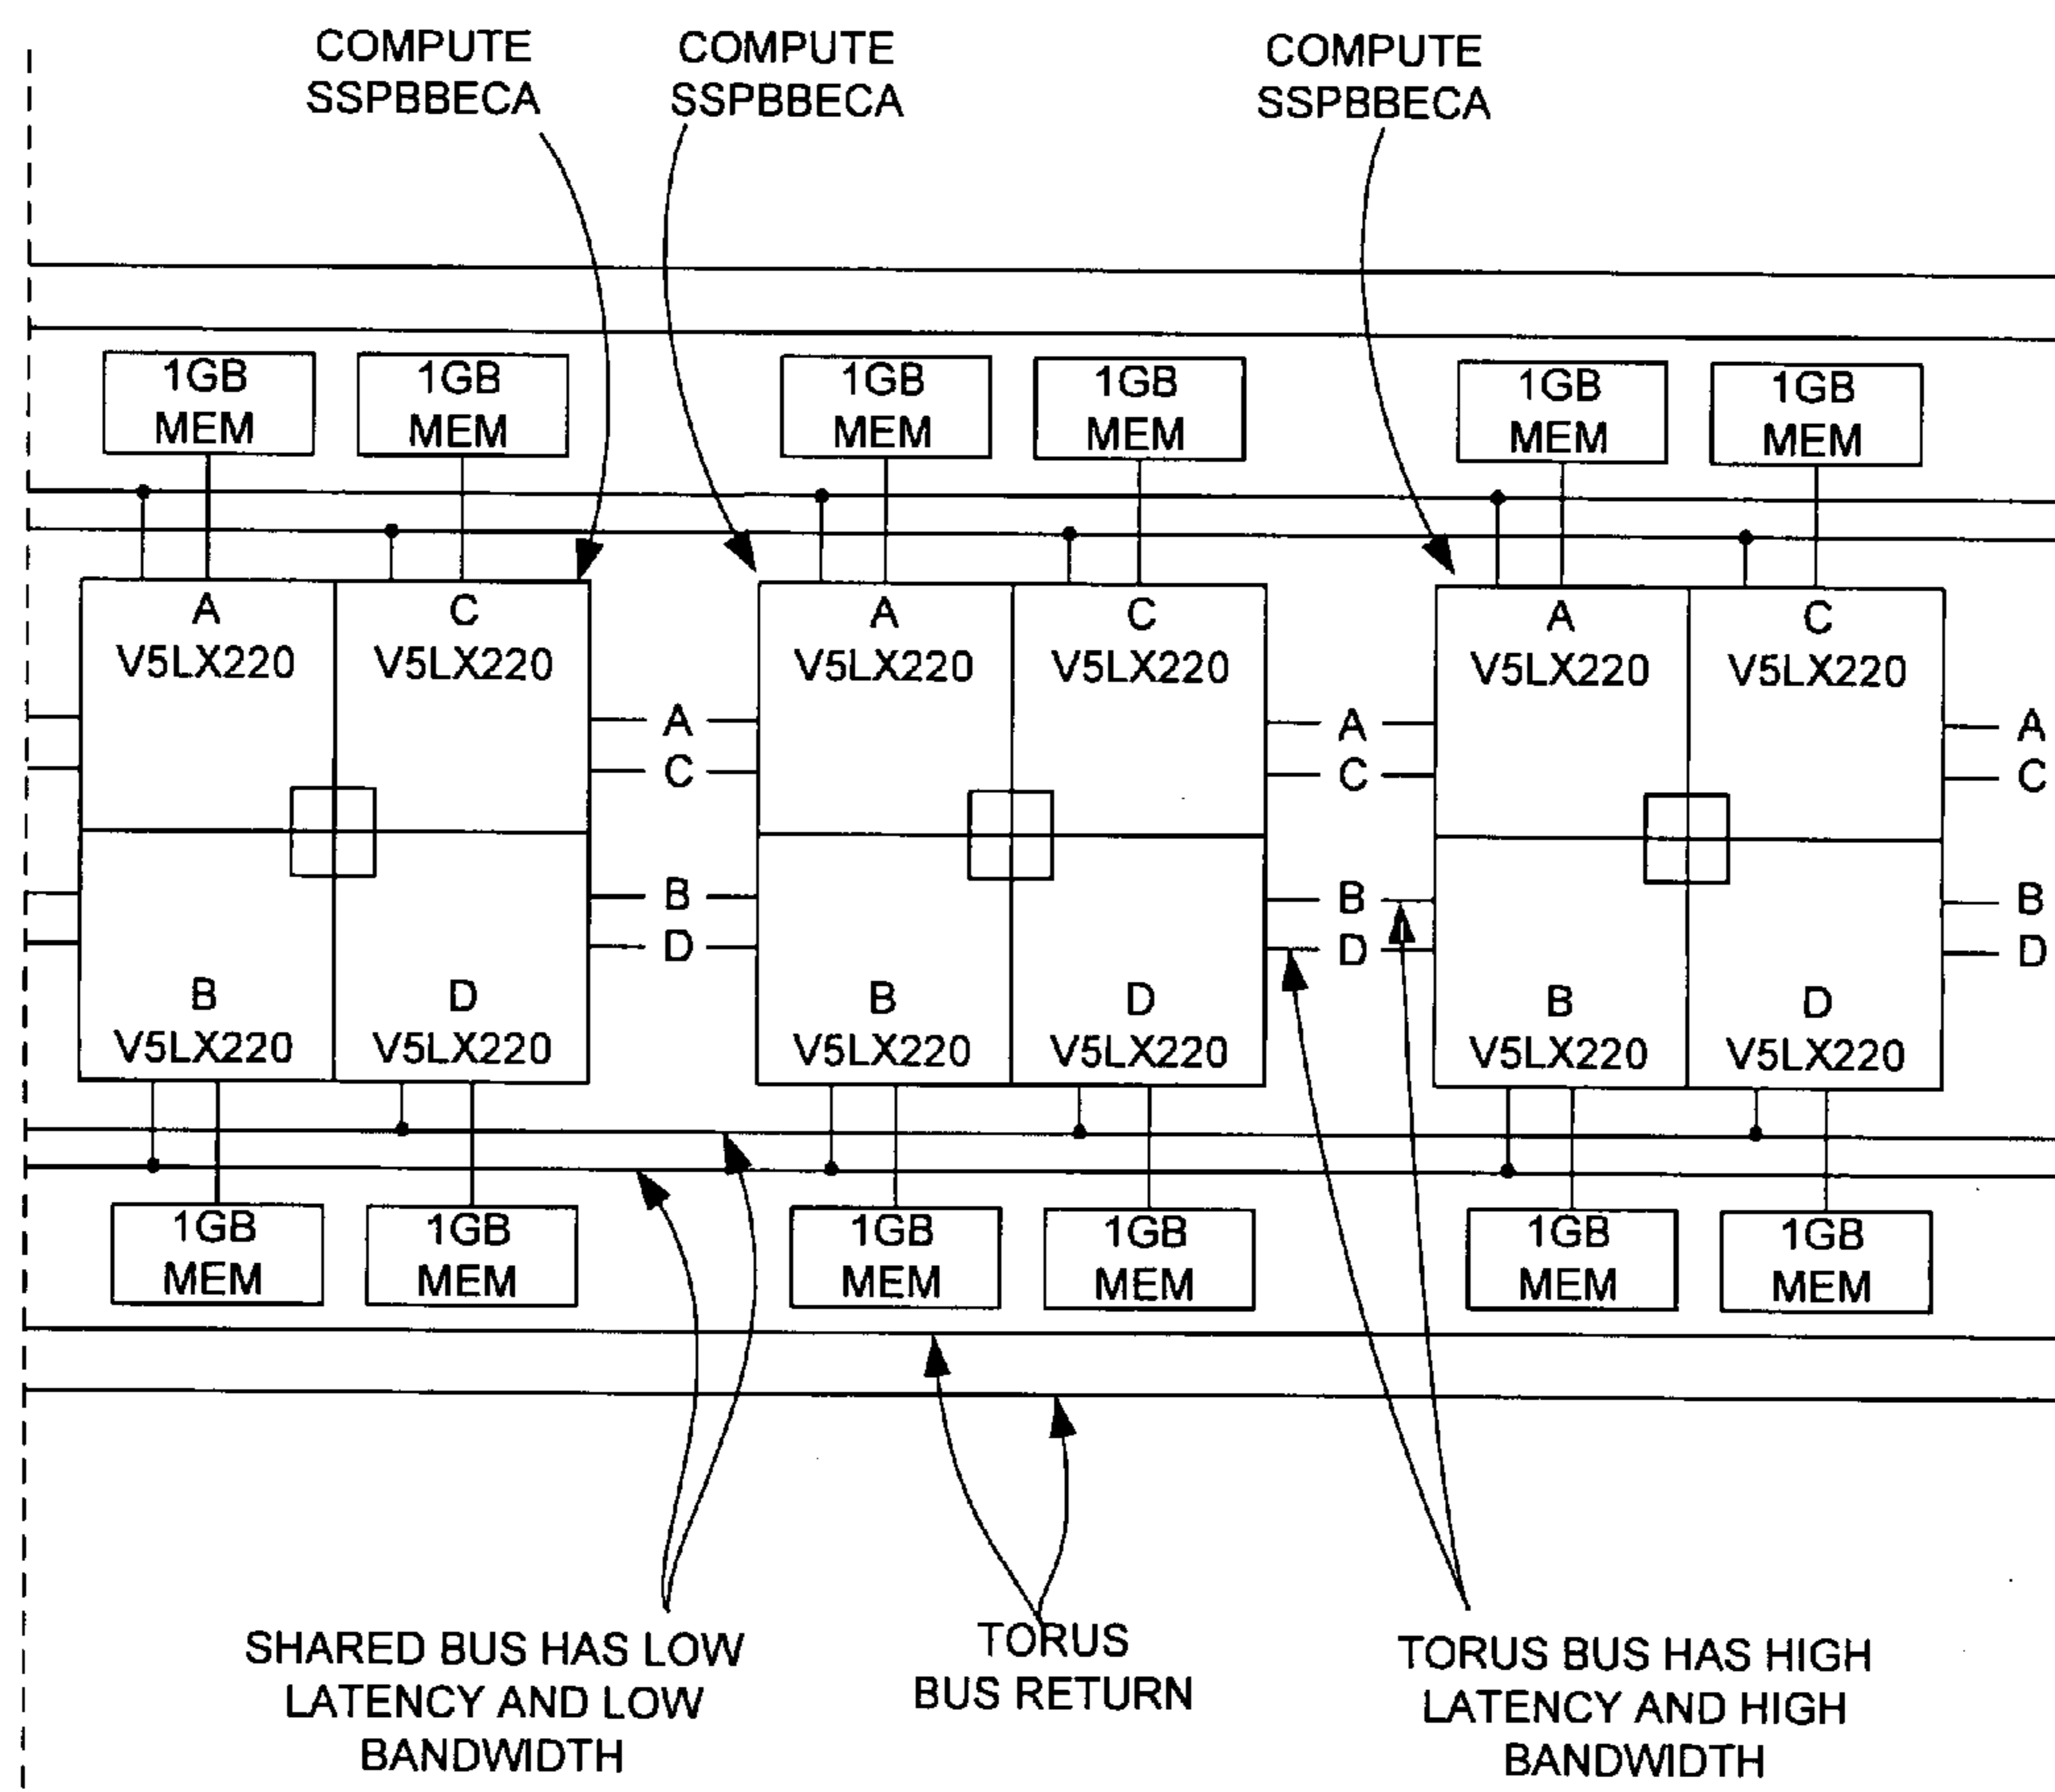 COMPUTE
SSPBBECA
COMPUTE
SSPBBECA
COMPUTE
SSPBBECA
1GB
MEM
1GB
MEM
1GB
MEM
1GB
MEM
1GB
MEM
1GB
MEM
A
V5LX220
C
V5LX220
A
V5LX220
C
V5LX220
A
V5LX220
C
V5LX220
A
C
A
C
A
C
B
D
B
D
B
D
B
V5LX220
D
V5LX220
B
V5LX220
D
V5LX220
B
V5LX220
D
V5LX220
1GB
MEM
1GB
MEM
1GB
MEM
1GB
MEM
1GB
MEM
1GB
MEM
SHARED BUS HAS LOW
LATENCY AND LOW
BANDWIDTH
TORUS
BUS RETURN
TORUS BUS HAS HIGH
LATENCY AND HIGH
BANDWIDTH